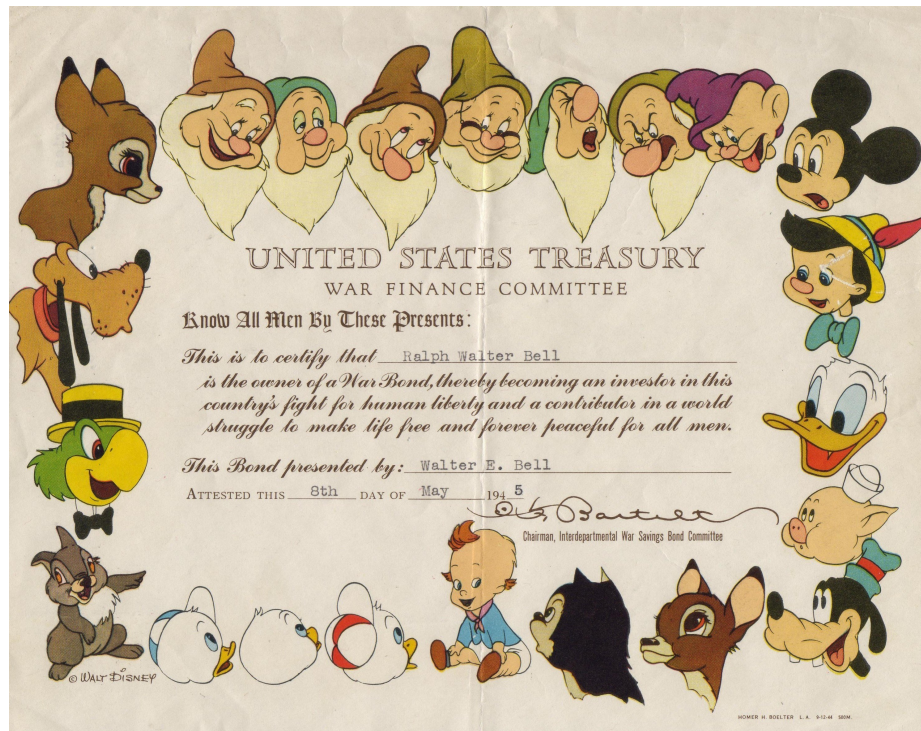 UNITED STATES TREASURY
WAR FINANCE COMMITTEE
Know All Men By These Presents:
This is to certify that Ralph Walter Bell
is the owner of a War Bond, thereby becoming an investor in this
country's fight for human liberty and a contributor in a world
struggle to make life free and forever peaceful for all men.
This Bond presented by: Walter E. Bell
ATTESTED THIS 8th DAY OF May 1945
Bartelt
Chairman, Interdepartmental War Savings Bond Committee
© WALT DISNEY
HOMER H. BOELTER L. A. 9-12-44 500M